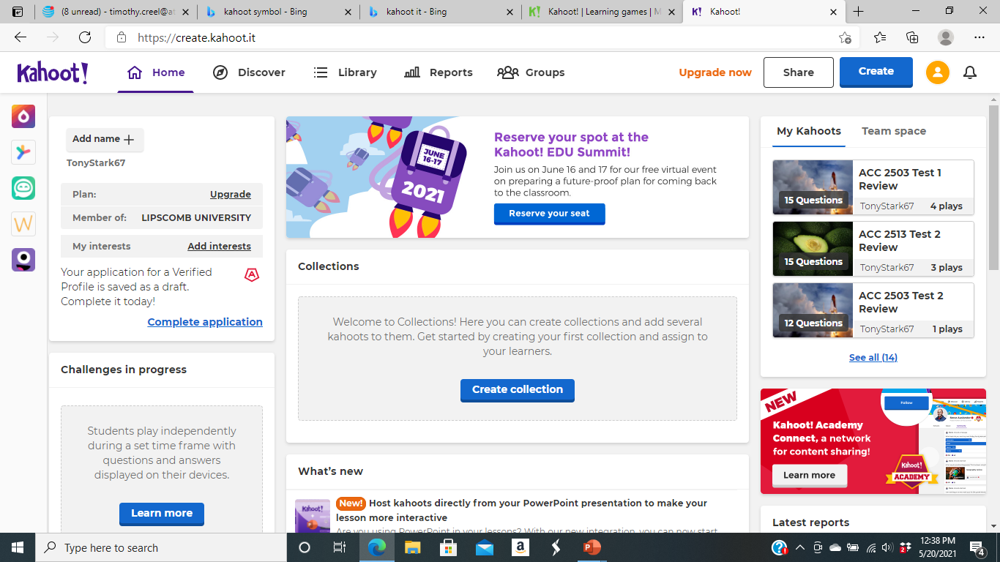 (8 unread) - timothy.creel@at
kahoot symbol - Bing
kahoot it - Bing
Kahoot! | Learning games | M
Kahoot!
https://create.kahoot.it
Kahoot!
Home
Discover
Library
Reports
Groups
Upgrade now
Share
Create
Add name
TonyStark67
Plan:
Upgrade
Member of:
LIPSCOMB UNIVERSITY
My interests
Add interests
Your application for a Verified
Profile is saved as a draft.
Complete it today!
Complete application
Challenges in progress
Students play independently
during a set time frame with
questions and answers
displayed on their devices.
Learn more
JUNE
16-17
2021
Reserve your spot at the
Kahoot! EDU Summit!
Join us on June 16 and 17 for our free virtual event
on preparing a future-proof plan for coming back
to the classroom.
Reserve your seat
Collections
Welcome to Collections! Here you can create collections and add several
kahoots to them. Get started by creating your first collection and assign to
your learners.
Create collection
What's new
Kahoot!
New! Host kahoots directly from your PowerPoint presentation to make your
lesson more interactive
Are you using PowerPoint in your lessons? With our new integration, you can now start
My Kahoots
Team space
15 Questions
ACC 2503 Test 1
Review
TonyStark67
4 plays
15 Questions
ACC 2513 Test 2
Review
TonyStark67
3 plays
12 Questions
ACC 2503 Test 2
Review
TonyStark67
1 plays
See all (14)
NEW
Kahoot! Academy
Connect, a network
for content sharing!
Learn more
Follow
Kahoot!
ACADEMY
Latest reports
Type here to search
12:38 PM
5/20/2021
4